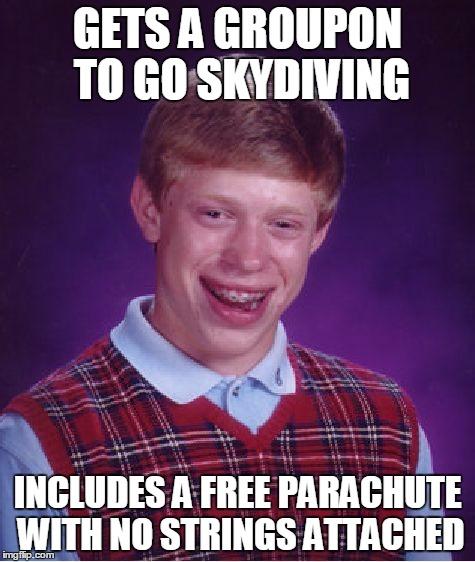 GETS A GROUPON
TO GO SKYDIVING
INCLUDES A FREE PARACHUTE
WITH NO STRINGS ATTACHED
imgflip.com